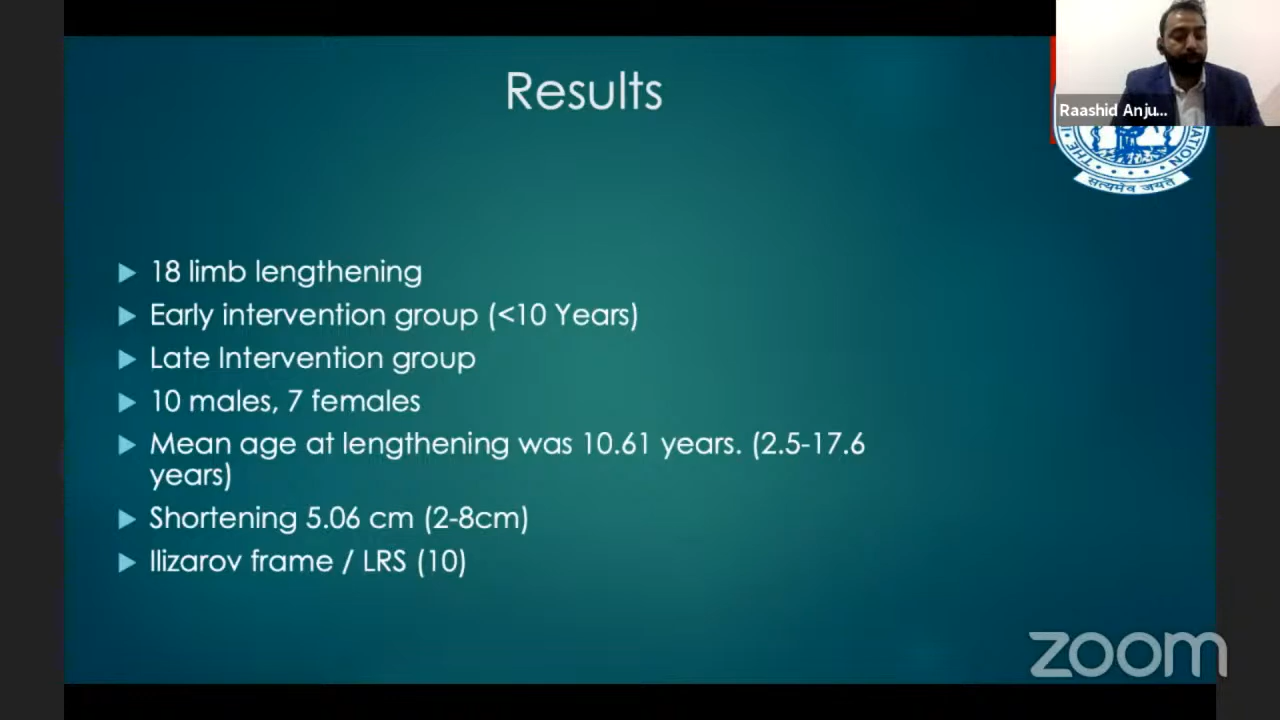 Results
Raashid Anju...
THE
ATION
सत्यमेव जयते
18 limb lengthening
Early intervention group (<10 Years)
Late Intervention group
10 males, 7 females
Mean age at lengthening was 10.61 years. (2.5-17.6
years)
Shortening 5.06 cm (2-8cm)
Ilizarov frame / LRS (10)
zoom